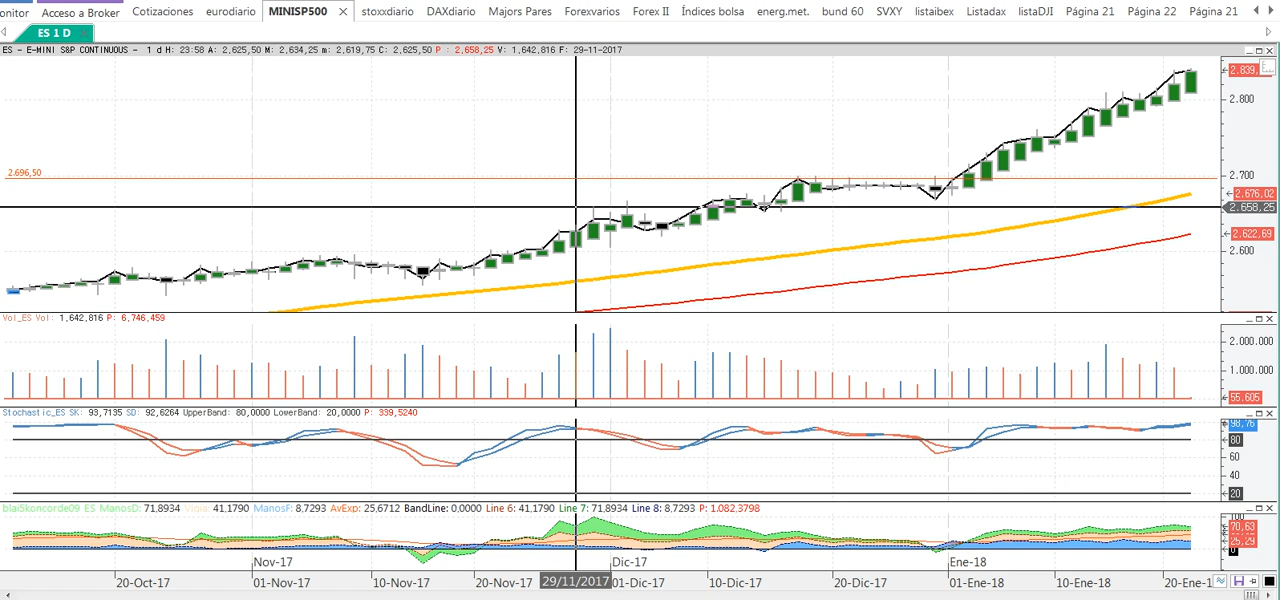 onitor Acceso a Broker Cotizaciones eurodiario MINISP500 stoxxdiario DAXdiario Majors Pares Forexvarios Forex II Índices bolsa energ.met. bund 60 SVXY listaibex Listadax listaDJI Página 21 Página 22 Página 21
ES 1 D
ES - E-MINI S&P CONTINUOUS - 1 d H: 23:58 A: 2,625,50 M: 2,634,25 m: 2,619,75 C: 2,625,50 P : 2,658,25 V: 1,642,816 F: 29-11-2017
2.839,
2.800
2.696,50
2.700
2.676,02
2.658,25
2.622,69
2.600
Vol_ES Vol: 1,642,816 P: 6,746,459
2.000.000
1.000.000
55.605
Stochastic_ES SK: 93,7135 SD: 92,6264 UpperBand: 80,0000 LowerBand: 20,0000 P: 339,5240
98,76
80
60
40
20
blai5koncorde09 ES ManosD: 71,8934 Viola: 41,1790 ManosF: 8,7293 AvExp: 25,6712 BandLine: 0,0000 Line 6: 41,1790 Line 7: 71,8934 Line 8: 8,7293 P: 1.082,3798
100
70,63
25,29
0
Nov-17 Dic-17 Ene-18
20-Oct-17 01-Nov-17 10-Nov-17 20-Nov-17 29/11/2017 01-Dic-17 10-Dic-17 20-Dic-17 01-Ene-18 10-Ene-18 20-Ene-1